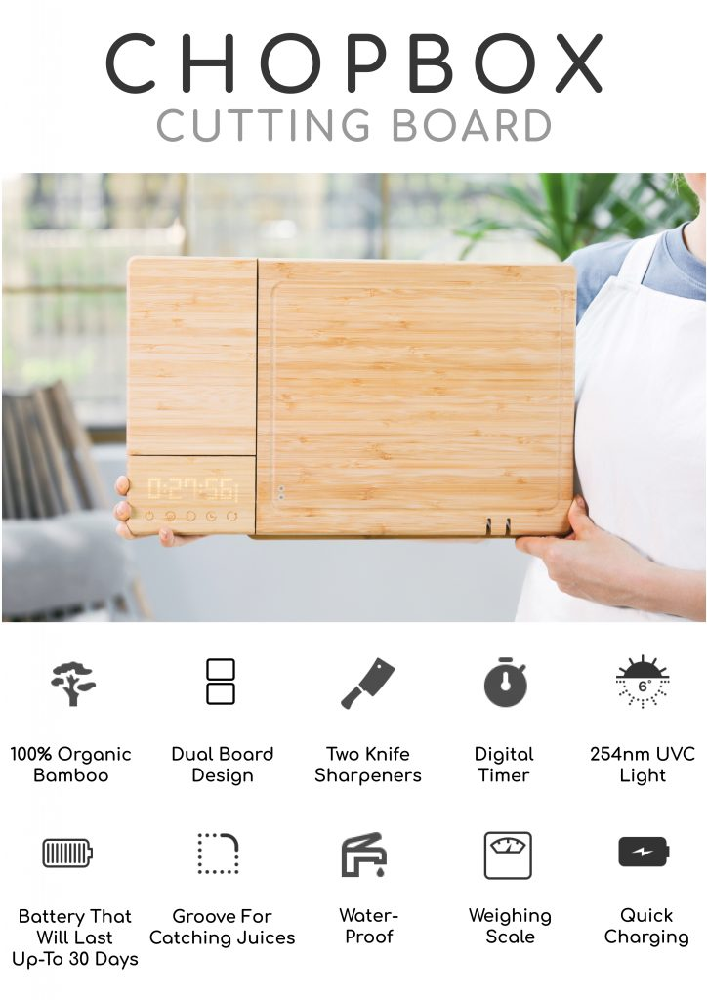 CHOPBOX
CUTTING BOARD
0:27:56
100% Organic
Bamboo
Dual Board
Design
Two Knife
Sharpeners
Digital
Timer
6°
254nm UVC
Light
Battery That
Will Last
Up-To 30 Days
Groove For
Catching Juices
Water-
Proof
Weighing
Scale
Quick
Charging